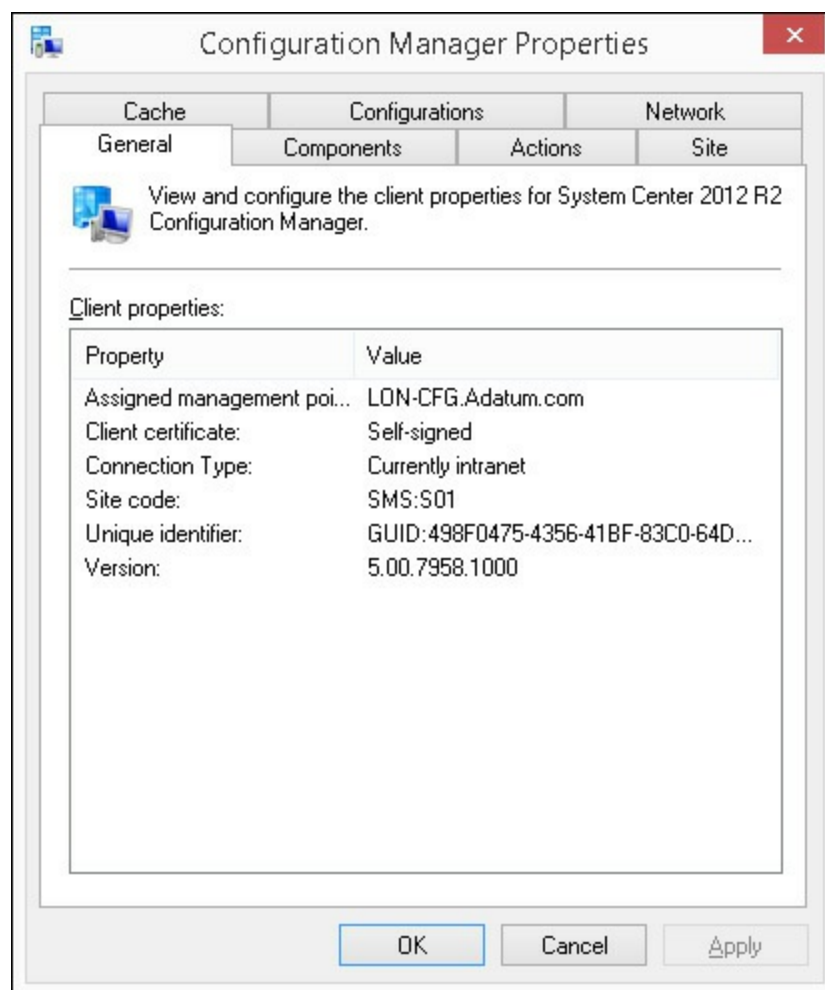 Configuration Manager Properties
Cache Configurations Network
General Components Actions Site
View and configure the client properties for System Center 2012 R2
Configuration Manager.
Client properties:
Property Value
Assigned management poi... LON-CFG.Adatum.com
Client certificate: Self-signed
Connection Type: Currently intranet
Site code: SMS:S01
Unique identifier: GUID:498F0475-4356-41BF-83C0-64D...
Version: 5.00.7958.1000
OK Cancel Apply